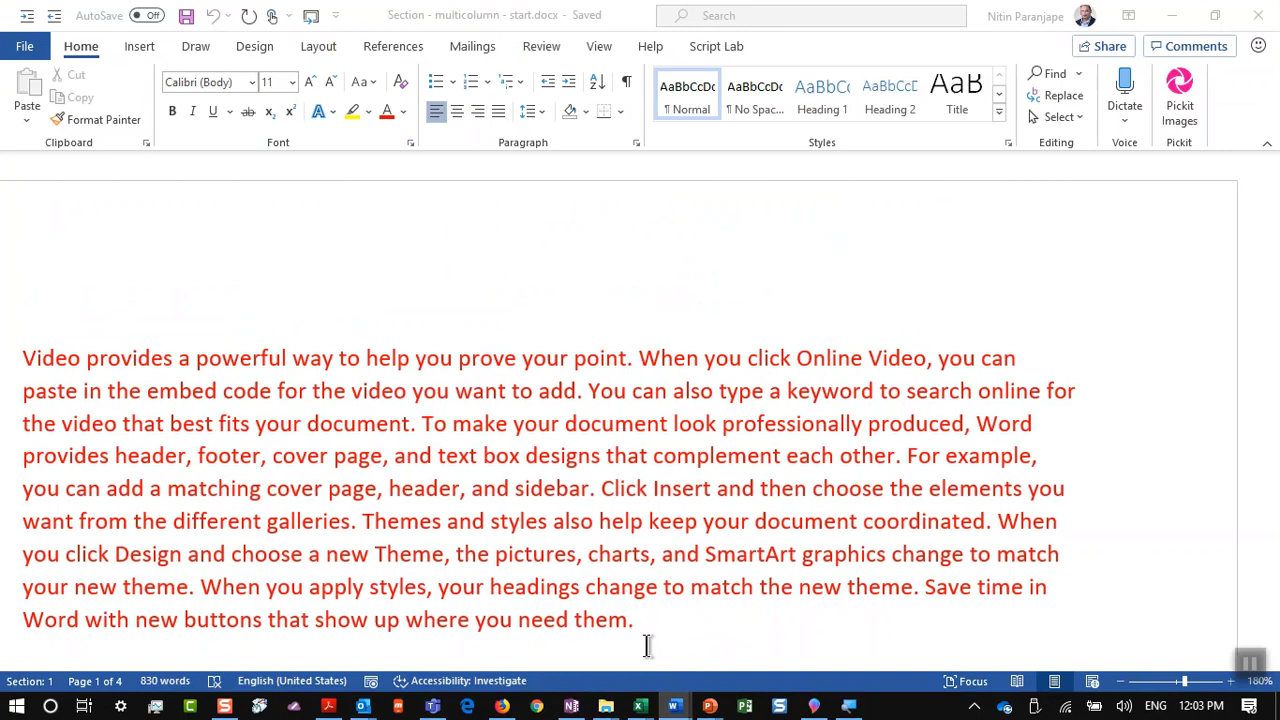 AutoSave Off
Section - multicolumn - start.docx - Saved
Search
Nitin Paranjape
File Home Insert Draw Design Layout References Mailings Review View Help Script Lab
Share Comments
Paste
Cut
Copy
Format Painter
Clipboard
Calibri (Body) 11
Font
Paragraph
AaBbCcDc AaBbCcDc AaBbCc AaBbCcD AaB
¶ Normal ¶ No Spac... Heading 1 Heading 2 Title
Styles
Find
Replace
Select
Editing
Dictate
Voice
Pickit Images
Pickit
Video provides a powerful way to help you prove your point. When you click Online Video, you can
paste in the embed code for the video you want to add. You can also type a keyword to search online for
the video that best fits your document. To make your document look professionally produced, Word
provides header, footer, cover page, and text box designs that complement each other. For example,
you can add a matching cover page, header, and sidebar. Click Insert and then choose the elements you
want from the different galleries. Themes and styles also help keep your document coordinated. When
you click Design and choose a new Theme, the pictures, charts, and SmartArt graphics change to match
your new theme. When you apply styles, your headings change to match the new theme. Save time in
Word with new buttons that show up where you need them.
Section: 1 Page 1 of 4 830 words English (United States) Accessibility: Investigate Focus 180%
ENG 12:03 PM